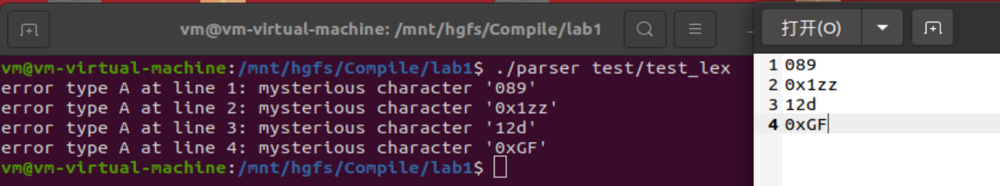 vm@vm-virtual-machine: /mnt/hgfs/Compile/lab1
vm@vm-virtual-machine:/mnt/hgfs/Compile/lab1$ ./parser test/test_lex
error type A at line 1: mysterious character '089'
error type A at line 2: mysterious character '0x1zz'
error type A at line 3: mysterious character '12d'
error type A at line 4: mysterious character '0xGF'
vm@vm-virtual-machine:/mnt/hgfs/Compile/lab1$
打开(O)
1 089
2 0x1zz
3 12d
4 0xGF